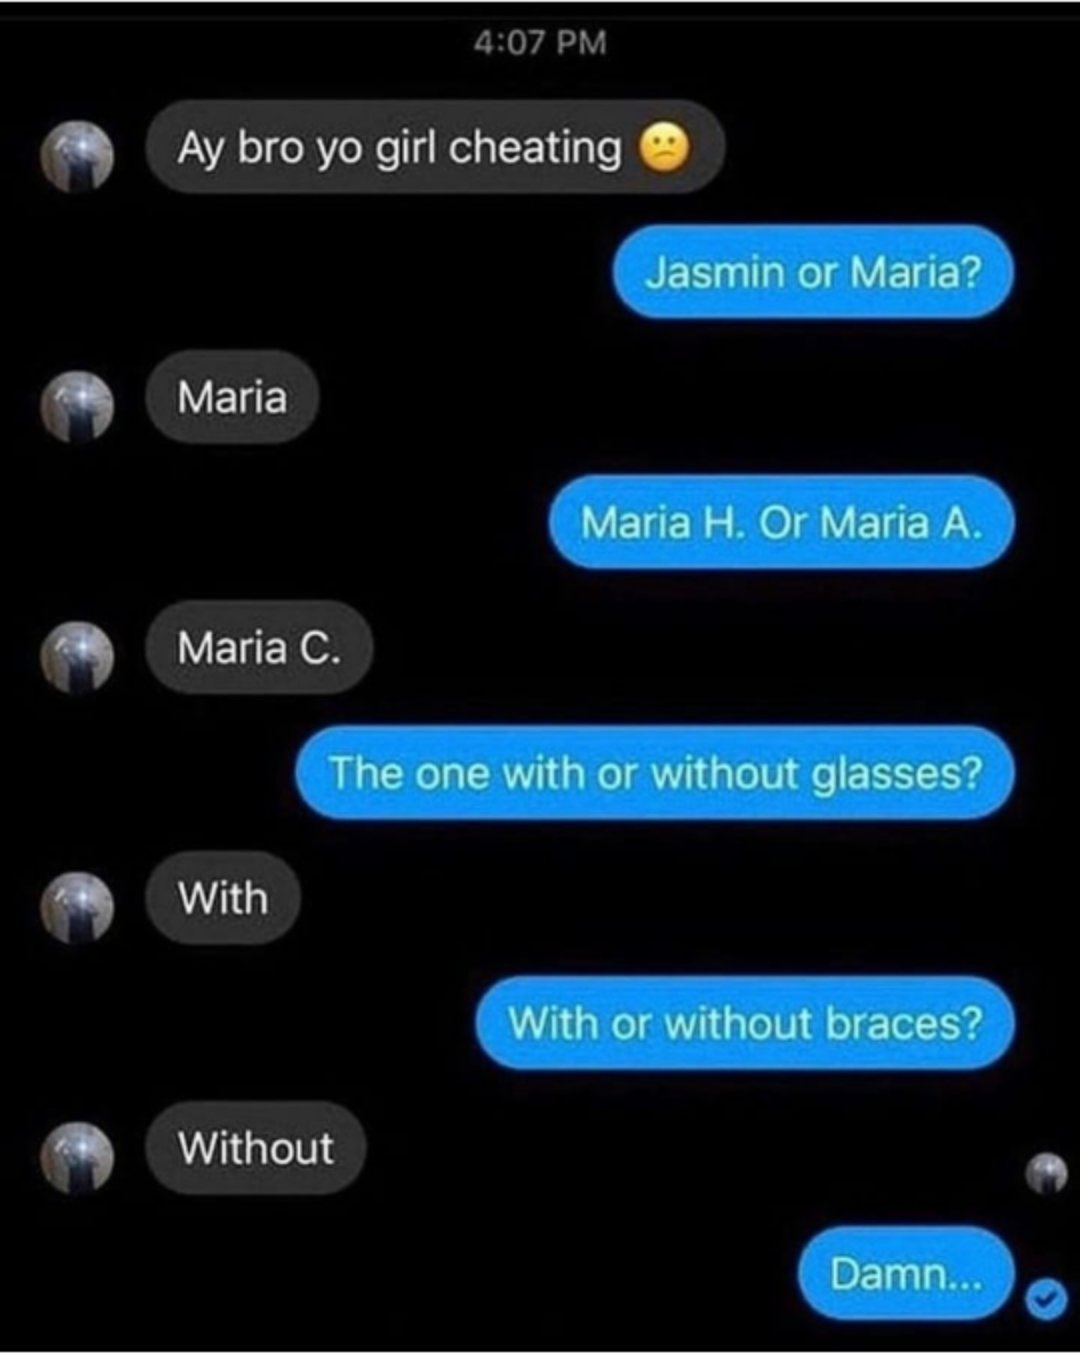 4:07 PM
Ay bro yo girl cheating 😕
Jasmin or Maria?
Maria
Maria H. Or Maria A.
Maria C.
The one with or without glasses?
With
With or without braces?
Without
Damn...